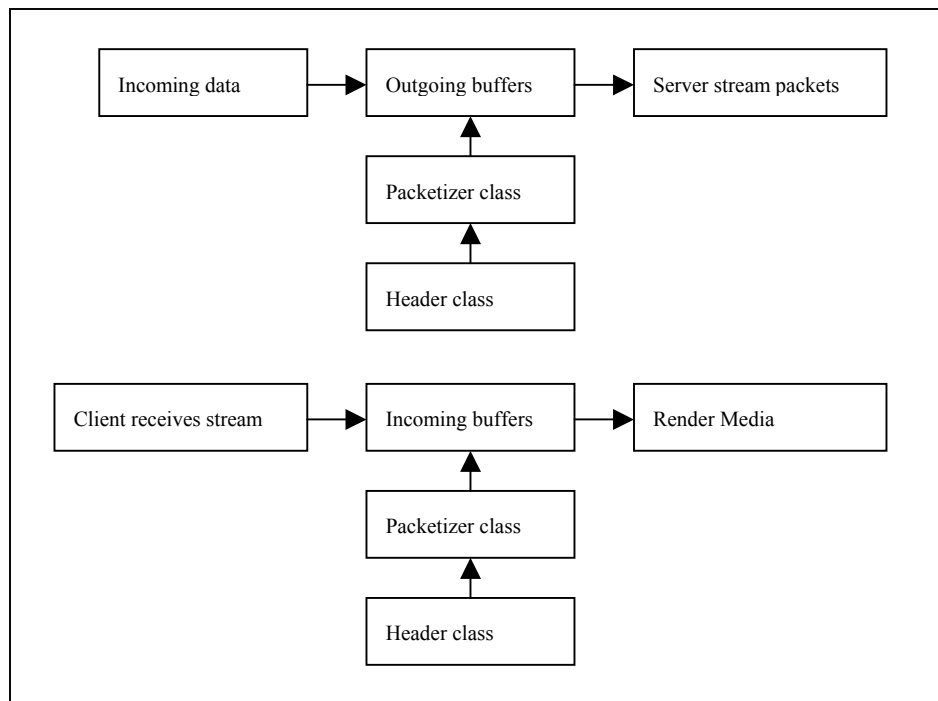 Incoming data
Outgoing buffers
Server stream packets
Packetizer class
Header class
Client receives stream
Incoming buffers
Render Media
Packetizer class
Header class